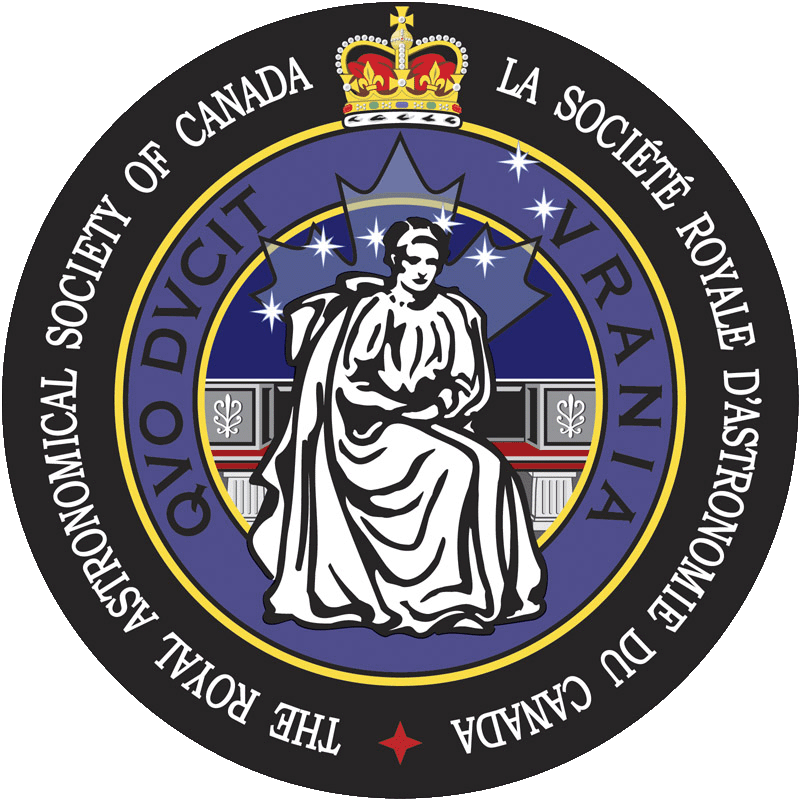 THE ROYAL ASTRONOMICAL SOCIETY OF CANADA
LA SOCIÉTÉ ROYALE D'ASTRONOMIE DU CANADA
QVO DVCIT
VRANIA